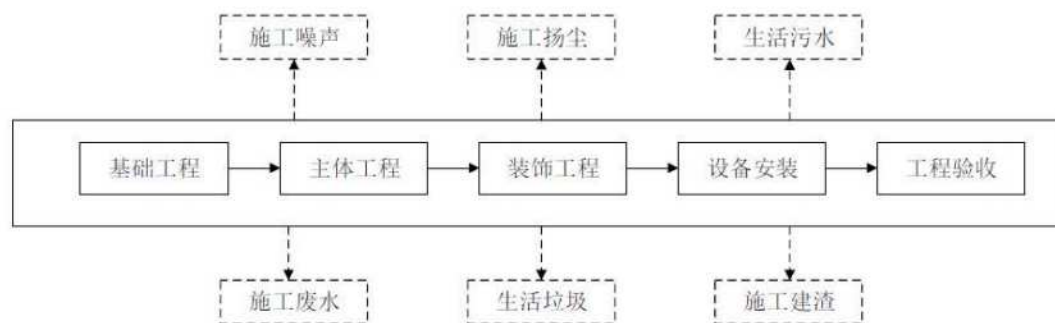 施工噪声 施工扬尘 生活污水
基础工程 主体工程 装饰工程 设备安装 工程验收
施工废水 生活垃圾 施工建渣